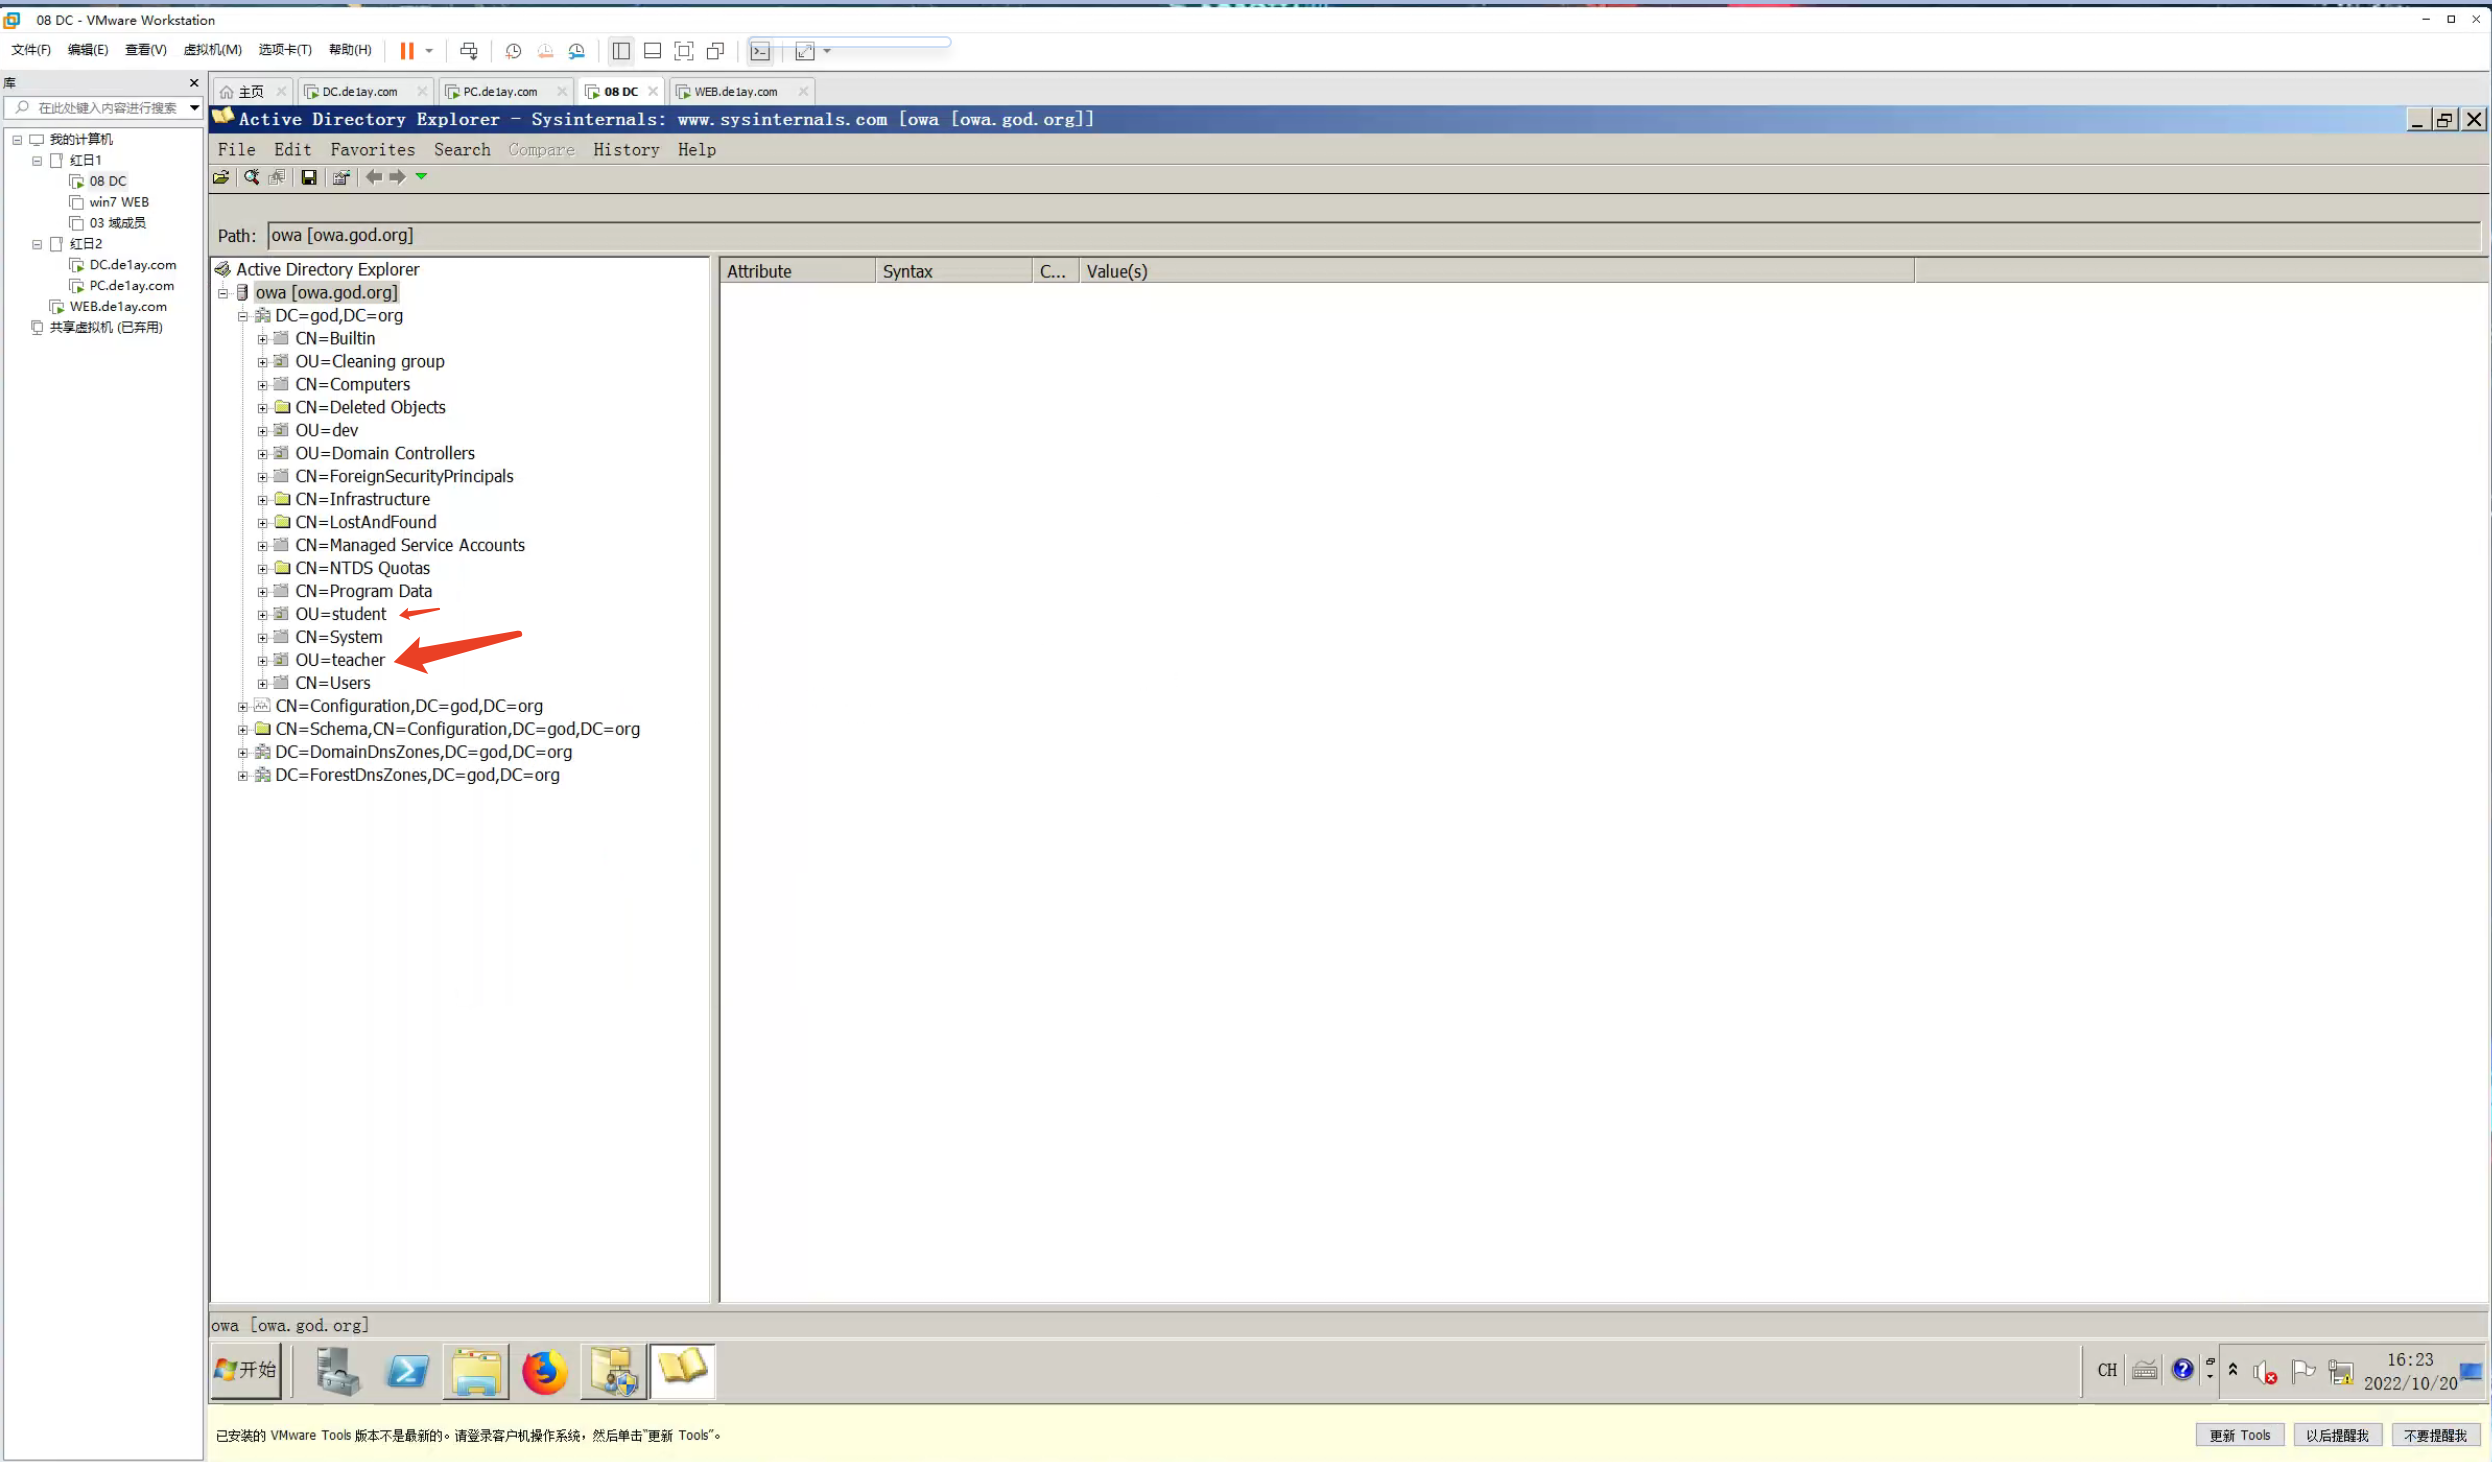 08 DC - VMware Workstation
文件(F) 编辑(E) 查看(V) 虚拟机(M) 选项卡(T) 帮助(H)
库
在此处键入内容进行搜索
我的计算机
红日1
08 DC
win7 WEB
03 域成员
红日2
DC.de1ay.com
PC.de1ay.com
WEB.de1ay.com
共享虚拟机 (已弃用)
主页 DC.de1ay.com PC.de1ay.com 08 DC WEB.de1ay.com
Active Directory Explorer - Sysinternals: www.sysinternals.com [owa [owa.god.org]]
File Edit Favorites Search Compare History Help
Path: owa [owa.god.org]
Active Directory Explorer
owa [owa.god.org]
DC=god,DC=org
CN=Builtin
OU=Cleaning group
CN=Computers
CN=Deleted Objects
OU=dev
OU=Domain Controllers
CN=ForeignSecurityPrincipals
CN=Infrastructure
CN=LostAndFound
CN=Managed Service Accounts
CN=NTDS Quotas
CN=Program Data
OU=student
CN=System
OU=teacher
CN=Users
CN=Configuration,DC=god,DC=org
CN=Schema,CN=Configuration,DC=god,DC=org
DC=DomainDnsZones,DC=god,DC=org
DC=ForestDnsZones,DC=god,DC=org
Attribute Syntax C... Value(s)
owa [owa.god.org]
开始
CH
16:23
2022/10/20
已安装的 VMware Tools 版本不是最新的。请登录客户机操作系统，然后单击"更新 Tools"。
更新 Tools 以后提醒我 不要提醒我